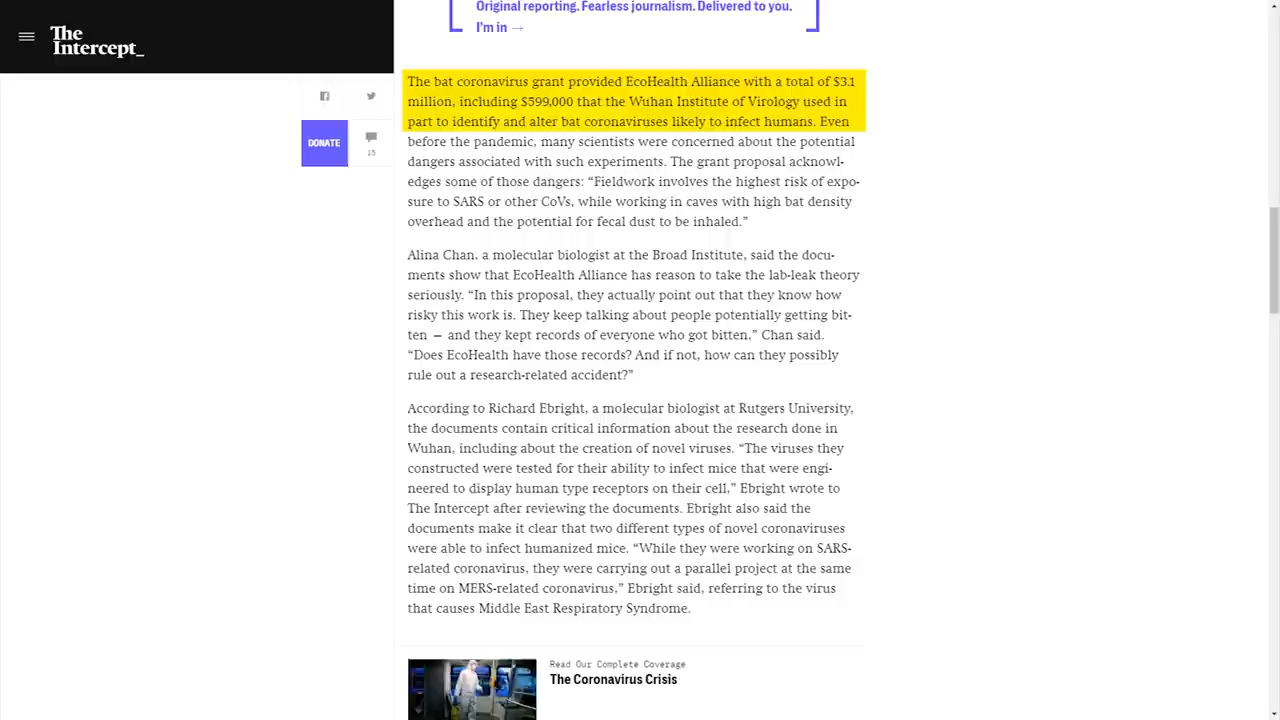 Original reporting. Fearless journalism. Delivered to you.
I'm in →
The
Intercept_
The bat coronavirus grant provided EcoHealth Alliance with a total of $3.1
million, including $599,000 that the Wuhan Institute of Virology used in
part to identify and alter bat coronaviruses likely to infect humans. Even
before the pandemic, many scientists were concerned about the potential
dangers associated with such experiments. The grant proposal acknowl-
edges some of those dangers: “Fieldwork involves the highest risk of expo-
sure to SARS or other CoVs, while working in caves with high bat density
overhead and the potential for fecal dust to be inhaled.”
DONATE
15
Alina Chan, a molecular biologist at the Broad Institute, said the docu-
ments show that EcoHealth Alliance has reason to take the lab-leak theory
seriously. “In this proposal, they actually point out that they know how
risky this work is. They keep talking about people potentially getting bit-
ten — and they kept records of everyone who got bitten,” Chan said.
“Does EcoHealth have those records? And if not, how can they possibly
rule out a research-related accident?”
According to Richard Ebright, a molecular biologist at Rutgers University,
the documents contain critical information about the research done in
Wuhan, including about the creation of novel viruses. “The viruses they
constructed were tested for their ability to infect mice that were engi-
neered to display human type receptors on their cell,” Ebright wrote to
The Intercept after reviewing the documents. Ebright also said the
documents make it clear that two different types of novel coronaviruses
were able to infect humanized mice. “While they were working on SARS-
related coronavirus, they were carrying out a parallel project at the same
time on MERS-related coronavirus,” Ebright said, referring to the virus
that causes Middle East Respiratory Syndrome.
Read Our Complete Coverage
The Coronavirus Crisis